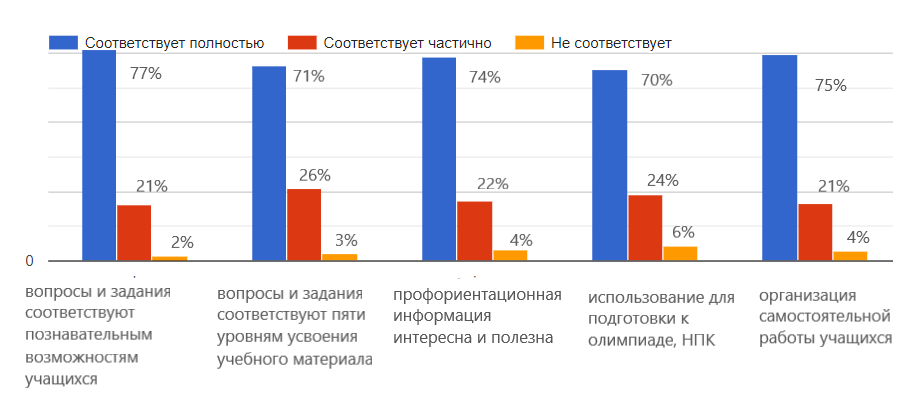 Соответствует полностью Соответствует частично Не соответствует
77% 71% 74% 70% 75%
21% 26% 22% 24% 21%
2% 3% 4% 6% 4%
0
вопросы и задания
соответствуют
познавательным
возможностям
учащихся
вопросы и задания
соответствуют пяти
уровням усвоения
учебного материала
профориентационная
информация
интересна и полезна
использование для
подготовки к
олимпиаде, НПК
организация
самостоятельной
работы учащихся